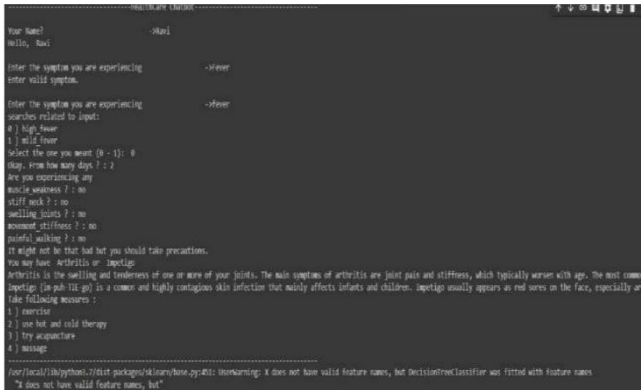 -----------------------------------HealthCare Chatbot-----------------------------------
Your Name?                    ->Ravi
Hello,  Ravi
Enter the symptom you are experiencing                    ->Fever
Enter valid symptom.
Enter the symptom you are experiencing                    ->fever
searches related to input:
0 ) high_fever
1 ) mild_fever
Select the one you meant (0 - 1):  0
Okay. From how many days ? : 2
Are you experiencing any
muscle_weakness ? : no
stiff_neck ? : no
swelling_joints ? : no
movement_stiffness ? : no
painful_walking ? : no
It might not be that bad but you should take precautions.
You may have  Arthritis or  Impetigo
Arthritis is the swelling and tenderness of one or more of your joints. The main symptoms of arthritis are joint pain and stiffness, which typically worsen with age. The most commo
Impetigo (im-puh-TIE-go) is a common and highly contagious skin infection that mainly affects infants and children. Impetigo usually appears as red sores on the face, especially ar
Take following measures :
1 ) exercise
2 ) use hot and cold therapy
3 ) try acupuncture
4 ) massage
----------------------------------------------------------------------
/usr/local/lib/python3.7/dist-packages/sklearn/base.py:451: UserWarning: X does not have valid feature names, but DecisionTreeClassifier was fitted with feature names
"X does not have valid feature names, but"